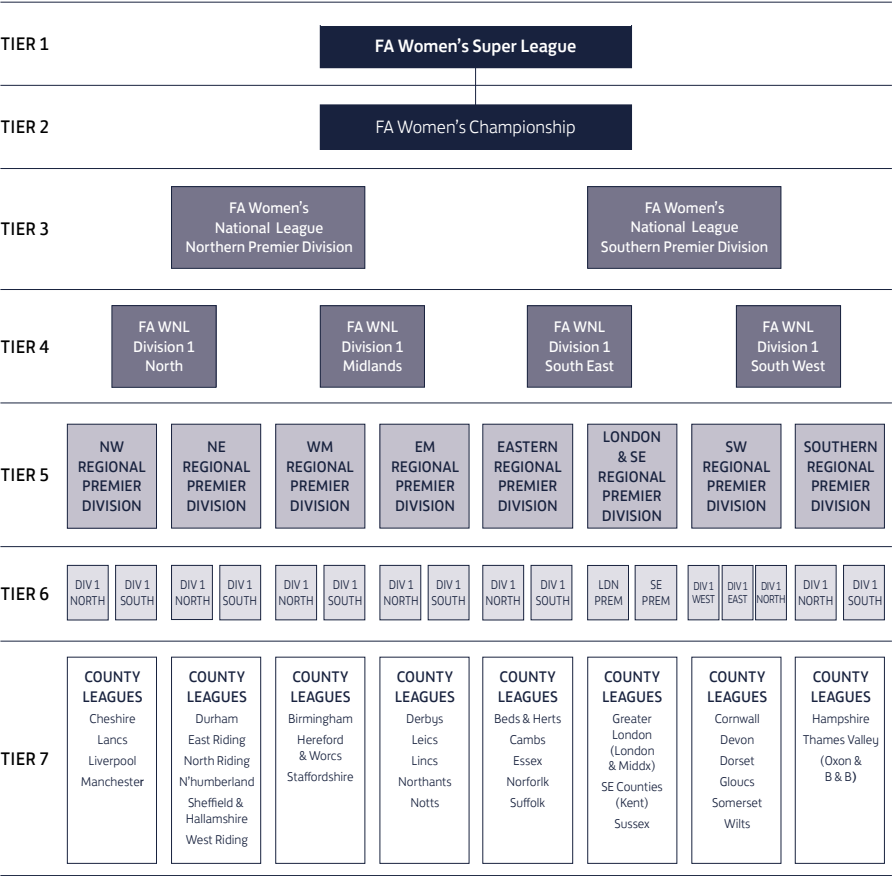 TIER 1
FA Women's Super League
TIER 2
FA Women's Championship
TIER 3
FA Women's
National League
Northern Premier Division
FA Women's
National League
Southern Premier Division
TIER 4
FA WNL
Division 1
North
FA WNL
Division 1
Midlands
FA WNL
Division 1
South East
FA WNL
Division 1
South West
TIER 5
NW
REGIONAL
PREMIER
DIVISION
NE
REGIONAL
PREMIER
DIVISION
WM
REGIONAL
PREMIER
DIVISION
EM
REGIONAL
PREMIER
DIVISION
EASTERN
REGIONAL
PREMIER
DIVISION
LONDON
& SE
REGIONAL
PREMIER
DIVISION
SW
REGIONAL
PREMIER
DIVISION
SOUTHERN
REGIONAL
PREMIER
DIVISION
TIER 6
DIV 1
NORTH
DIV 1
SOUTH
DIV 1
NORTH
DIV 1
SOUTH
DIV 1
NORTH
DIV 1
SOUTH
DIV 1
NORTH
DIV 1
SOUTH
DIV 1
NORTH
DIV 1
SOUTH
LDN
PREM
SE
PREM
DIV 1
WEST
DIV 1
EAST
DIV 1
NORTH
DIV 1
NORTH
DIV 1
SOUTH
TIER 7
COUNTY
LEAGUES
Cheshire
Lancs
Liverpool
Manchester
COUNTY
LEAGUES
Durham
East Riding
North Riding
N'humberland
Sheffield &
Hallamshire
West Riding
COUNTY
LEAGUES
Birmingham
Hereford
& Worcs
Staffordshire
COUNTY
LEAGUES
Derbys
Leics
Lincs
Northants
Notts
COUNTY
LEAGUES
Beds & Herts
Cambs
Essex
Norforlk
Suffolk
COUNTY
LEAGUES
Greater
London
(London
& Middx)
SE Counties
(Kent)
Sussex
COUNTY
LEAGUES
Cornwall
Devon
Dorset
Gloucs
Somerset
Wilts
COUNTY
LEAGUES
Hampshire
Thames Valley
(Oxon &
B & B)